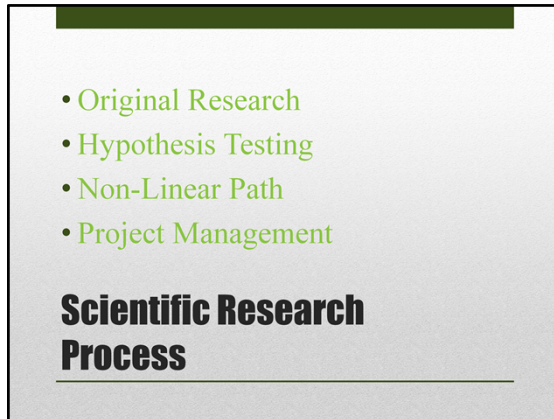 • Original Research
• Hypothesis Testing
• Non-Linear Path
• Project Management
Scientific Research
Process